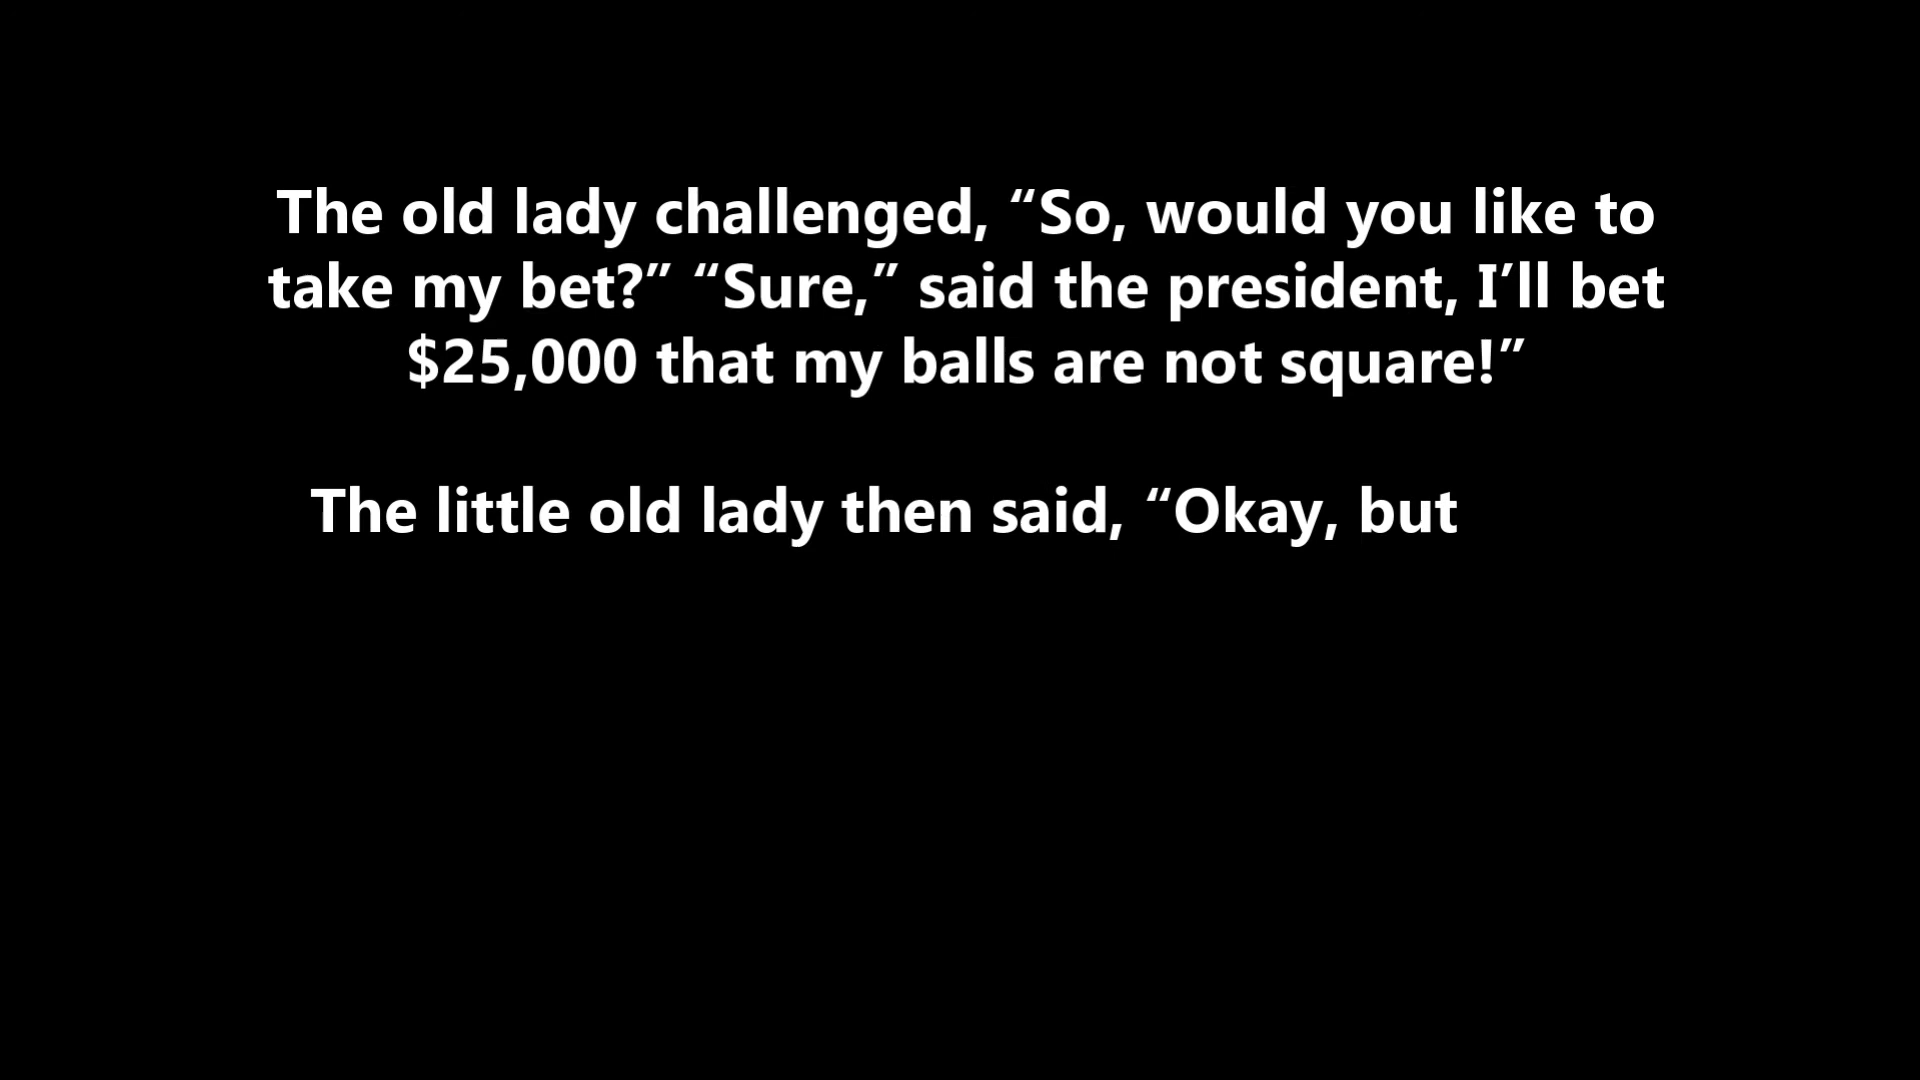 The old lady challenged, “So, would you like to
take my bet?” “Sure,” said the president, I’ll bet
$25,000 that my balls are not square!”
The little old lady then said, “Okay, but